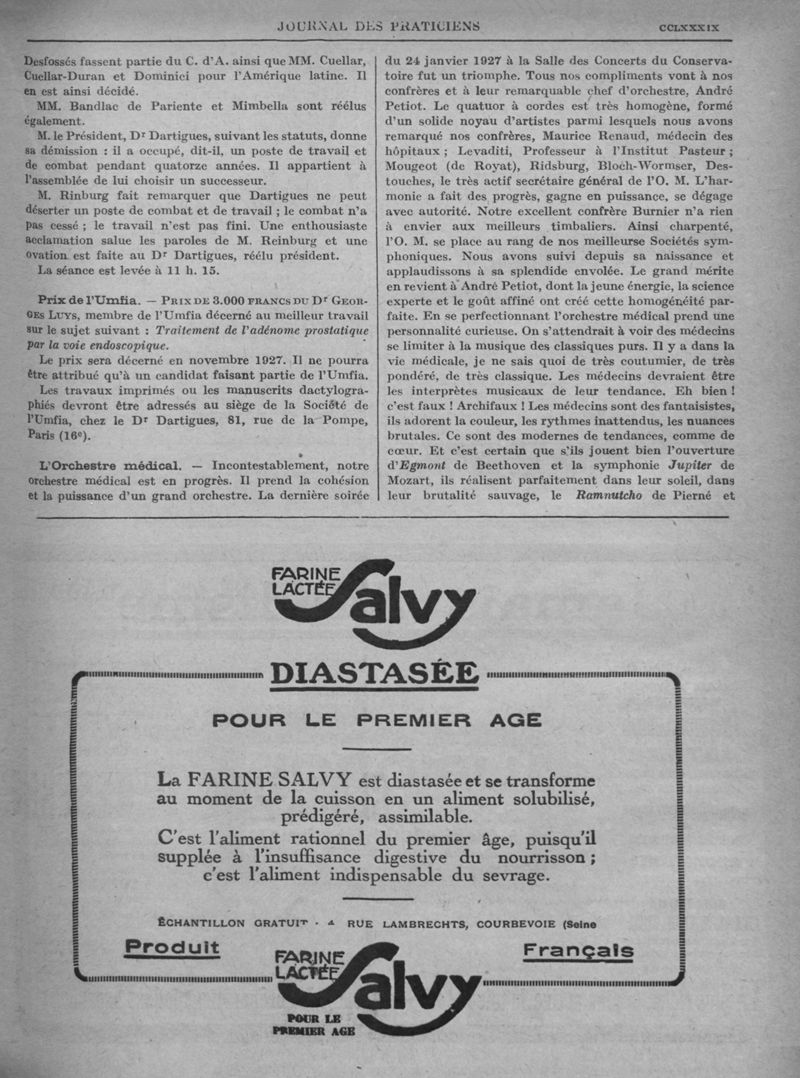 JOURNAL DES PRATICIENS
CCLXXXIX
Desfossés fassent partie du C. d'A. ainsi que MM. Cuellar,
Cuellar-Duran et Dominici pour l'Amérique latine. Il
en est ainsi décidé.
MM. Bandlac de Pariente et Mimbella sont réélus
également.
M. le Président, Dr Dartigues, suivant les statuts, donne
sa démission : il a occupé, dit-il, un poste de travail et
de combat pendant quatorze années. Il appartient à
l'assemblée de lui choisir un successeur.
M. Rinburg fait remarquer que Dartigues ne peut
déserter un poste de combat et de travail ; le combat n'a
pas cessé ; le travail n'est pas fini. Une enthousiaste
acclamation salue les paroles de M. Reinburg et une
ovation est faite au Dr Dartigues, réélu président.
La séance est levée à 11 h. 15.
Prix de l'Umfia. — PRIX DE 3.000 FRANCS DU Dr GEOR-
GES LUYS, membre de l'Umfia décerné au meilleur travail
sur le sujet suivant : Traitement de l'adénome prostatique
par la voie endoscopique.
Le prix sera décerné en novembre 1927. Il ne pourra
être attribué qu'à un candidat faisant partie de l'Umfia.
Les travaux imprimés ou les manuscrits dactylogra-
phiés devront être adressés au siège de la Société de
l'Umfia, chez le Dr Dartigues, 81, rue de la Pompe,
Paris (16e).
L'Orchestre médical. — Incontestablement, notre
orchestre médical est en progrès. Il prend la cohésion
et la puissance d'un grand orchestre. La dernière soirée
du 24 janvier 1927 à la Salle des Concerts du Conserva-
toire fut un triomphe. Tous nos compliments vont à nos
confrères et à leur remarquable chef d'orchestre, André
Petiot. Le quatuor à cordes est très homogène, formé
d'un solide noyau d'artistes parmi lesquels nous avons
remarqué nos confrères, Maurice Renaud, médecin des
hôpitaux ; Levaditi, Professeur à l'Institut Pasteur ;
Mougeot (de Royat), Ridsburg, Bloch-Wormser, Des-
touches, le très actif secrétaire général de l'O. M. L'har-
monie a fait des progrès, gagne en puissance, se dégage
avec autorité. Notre excellent confrère Burnier n'a rien
à envier aux meilleurs timbaliers. Ainsi charpenté,
l'O. M. se place au rang de nos meilleurse Sociétés sym-
phoniques. Nous avons suivi depuis sa naissance et
applaudissons à sa splendide envolée. Le grand mérite
en revient à André Petiot, dont la jeune énergie, la science
experte et le goût affiné ont créé cette homogénéité par-
faite. En se perfectionnant l'orchestre médical prend une
personnalité curieuse. On s'attendrait à voir des médecins
se limiter à la musique des classiques purs. Il y a dans la
vie médicale, je ne sais quoi de très coutumier, de très
pondéré, de très classique. Les médecins devraient être
les interprètes musicaux de leur tendance. Eh bien !
c'est faux ! Archifaux ! Les médecins sont des fantaisistes,
ils adorent la couleur, les rythmes inattendus, les nuances
brutales. Ce sont des modernes de tendances, comme de
cœur. Et c'est certain que s'ils jouent bien l'ouverture
d'Egmont de Beethoven et la symphonie Jupiter de
Mozart, ils réalisent parfaitement dans leur soleil, dans
leur brutalité sauvage, le Ramnutcho de Pierné et
FARINE
LACTÉE
Salvy
DIASTASÉE
POUR LE PREMIER AGE
La FARINE SALVY est diastasée et se transforme
au moment de la cuisson en un aliment solubilisé,
prédigéré, assimilable.
C'est l'aliment rationnel du premier âge, puisqu'il
supplée à l'insuffisance digestive du nourrisson ;
c'est l'aliment indispensable du sevrage.
ÉCHANTILLON GRATUIT - 4 RUE LAMBRECHTS, COURBEVOIE (Seine
Produit
Français
FARINE
LACTÉE
Salvy
POUR LE
PREMIER AGE